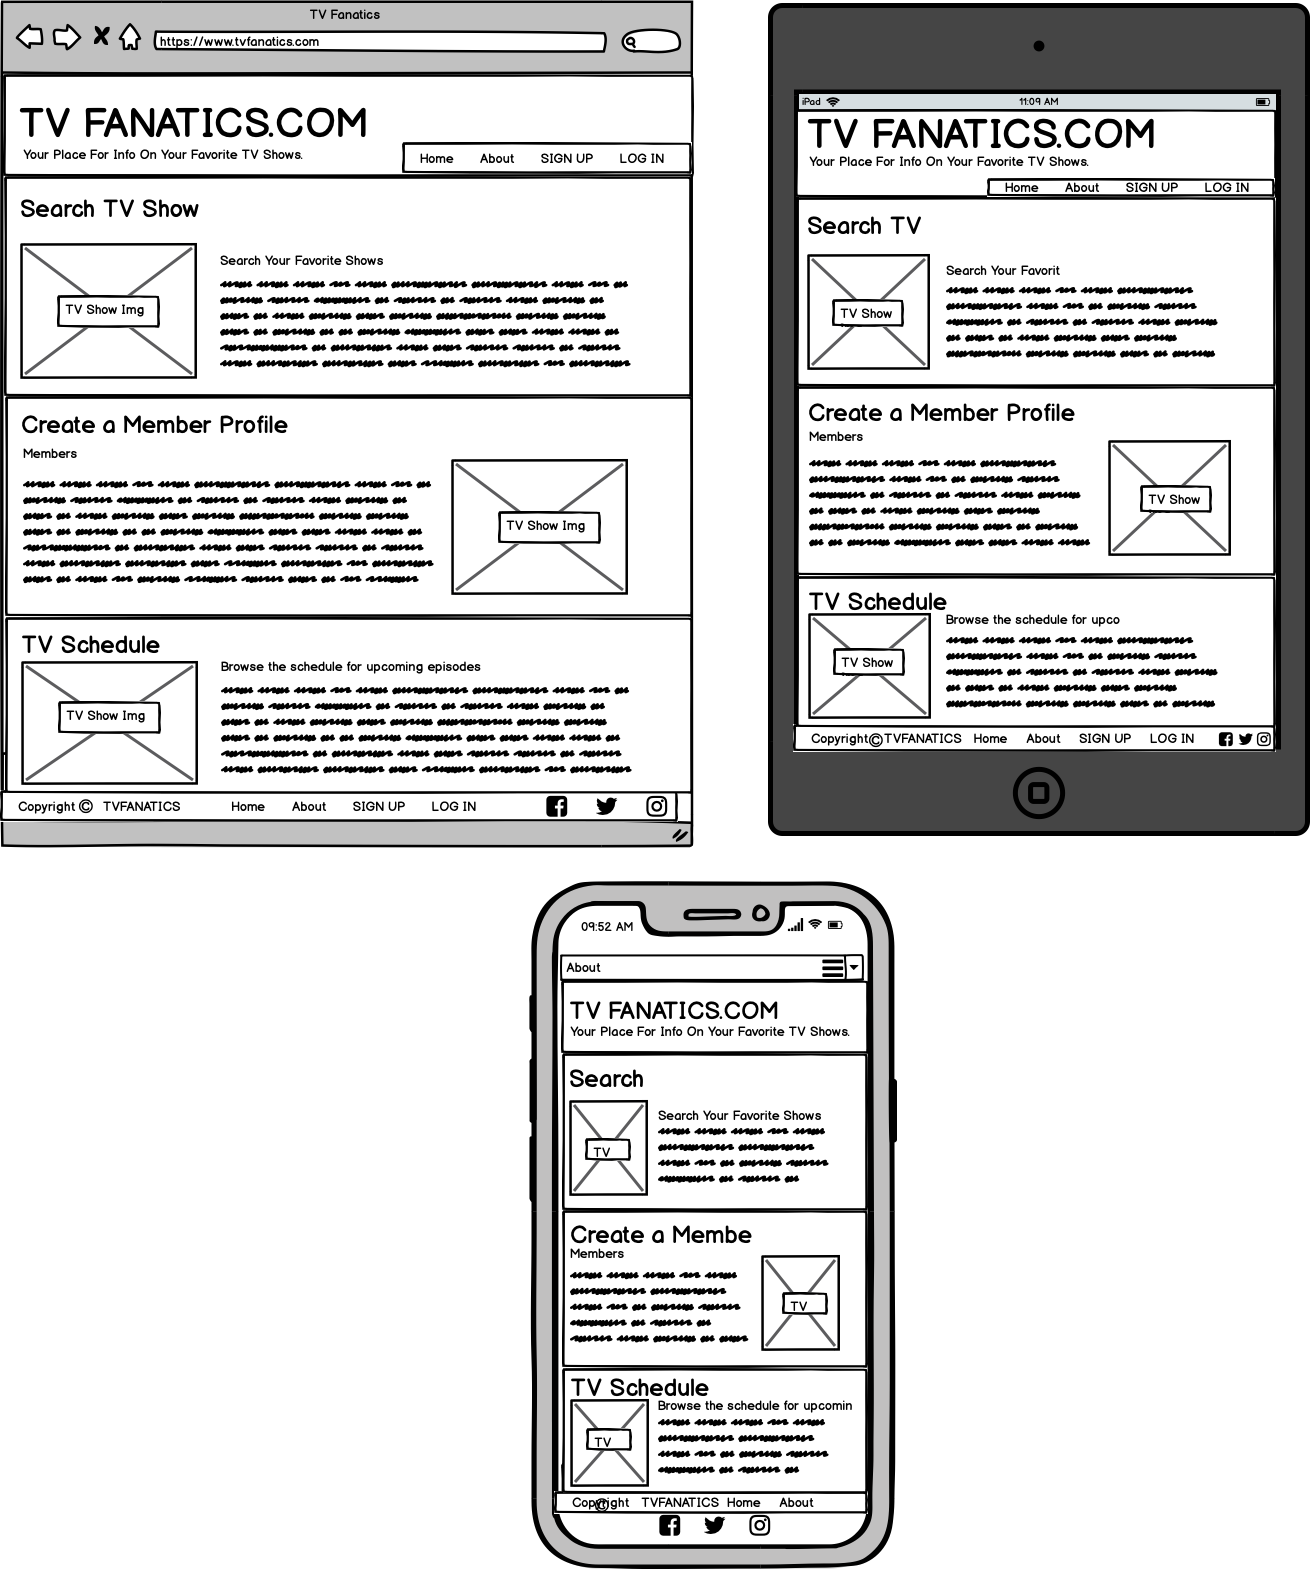 TV Fanatics
https://www.tvfanatics.com
TV FANATICS.COM
Your Place For Info On Your Favorite TV Shows.
Home About SIGN UP LOG IN
Search TV Show
TV Show Img
Search Your Favorite Shows
Create a Member Profile
Members
TV Show Img
TV Schedule
TV Show Img
Browse the schedule for upcoming episodes
Copyright © TVFANATICS Home About SIGN UP LOG IN
iPad 11:09 AM
TV FANATICS.COM
Your Place For Info On Your Favorite TV Shows.
Home About SIGN UP LOG IN
Search TV
TV Show
Search Your Favorit
Create a Member Profile
Members
TV Show
TV Schedule
TV Show
Browse the schedule for upco
Copyright © TVFANATICS Home About SIGN UP LOG IN
09:52 AM
About
TV FANATICS.COM
Your Place For Info On Your Favorite TV Shows.
Search
TV
Search Your Favorite Shows
Create a Membe
Members
TV
TV Schedule
TV
Browse the schedule for upcomin
Copyright © TVFANATICS Home About